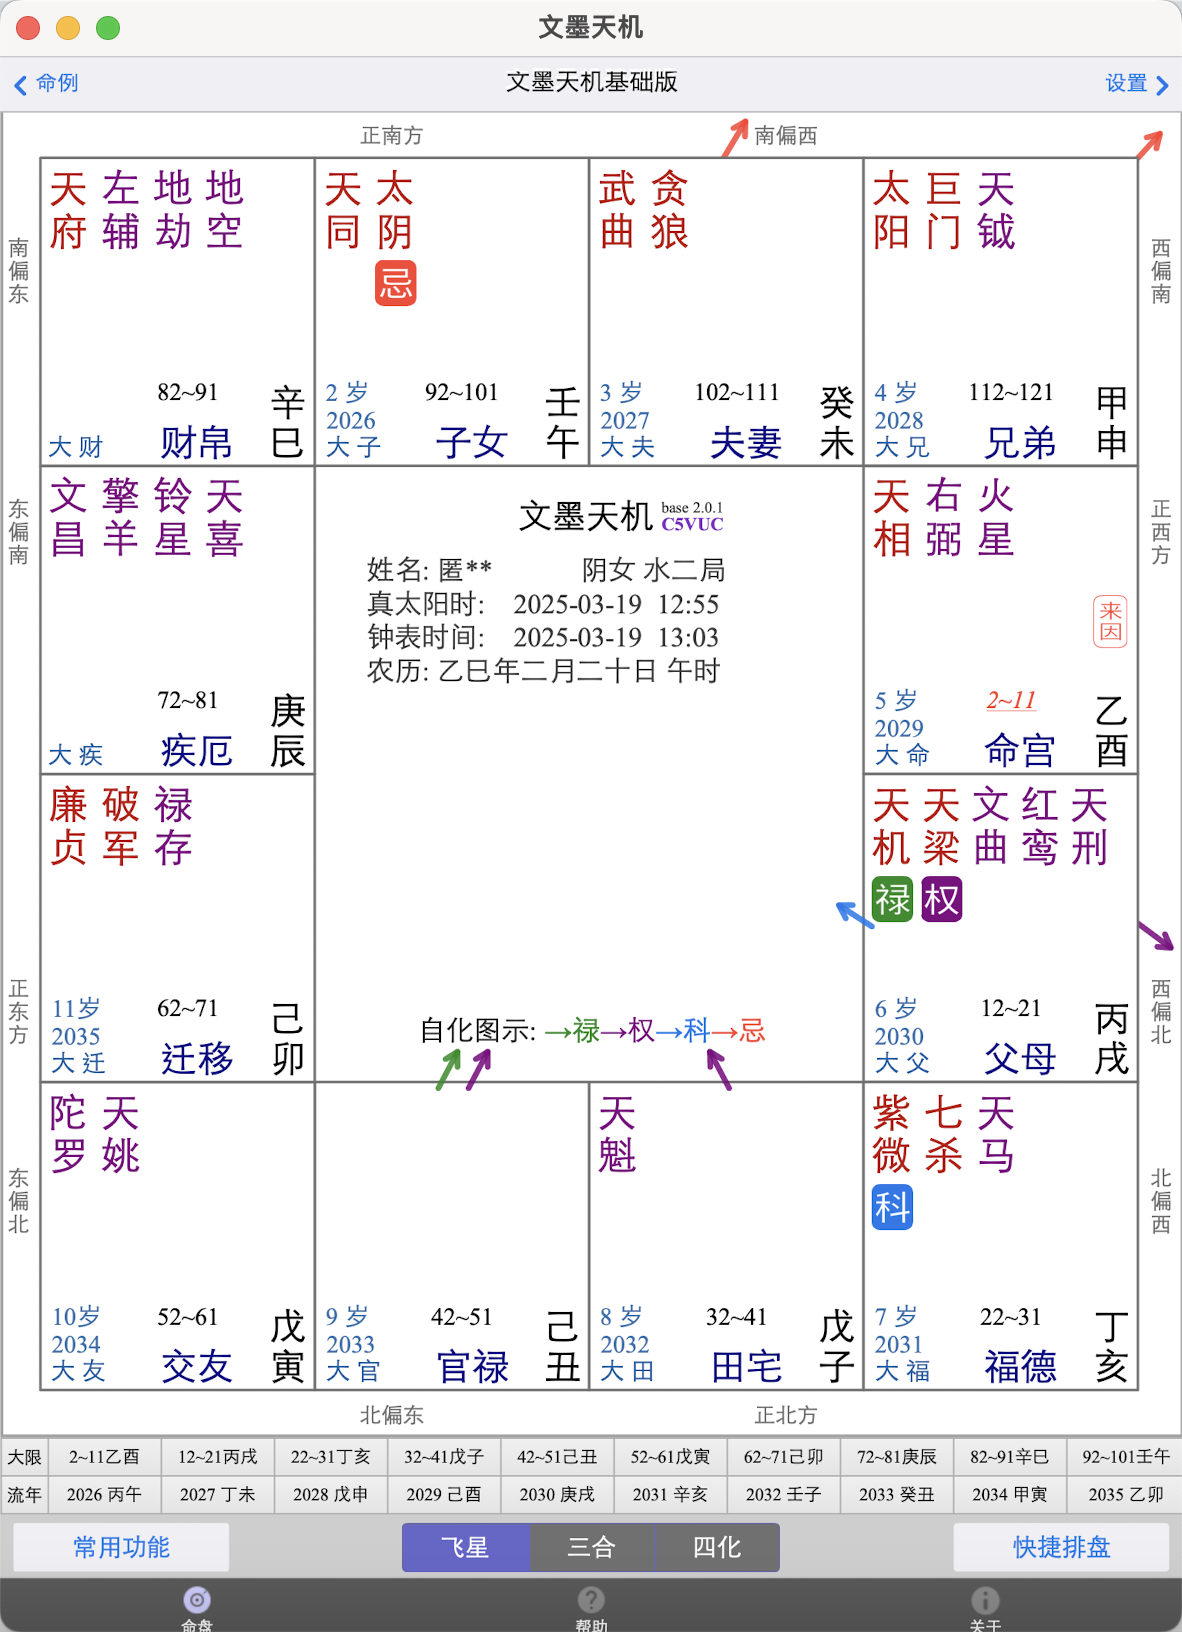 文墨天机
命例
文墨天机基础版
设置
正南方
南偏西
南偏东
天府 左辅 地劫 地空
82~91
大财
财帛
辛巳
天同 太阴
忌
2岁
2026
大子
92~101
子女
壬午
武曲 贪狼
3岁
2027
大夫
102~111
夫妻
癸未
太阳 巨门 天钺
4岁
2028
大兄
112~121
兄弟
甲申
西偏南
东偏南
文昌 擎羊 铃星 天喜
72~81
大疾
疾厄
庚辰
文墨天机 base 2.0.1
C5VUC
姓名: 匿** 阴女 水二局
真太阳时: 2025-03-19 12:55
钟表时间: 2025-03-19 13:03
农历: 乙巳年二月二十日 午时
自化图示: →禄→权→科→忌
天相 右弼 火星
来因
5岁
2029
大命
2~11
命宫
乙酉
正西方
正东方
廉贞 破军 禄存
11岁
2035
大迁
62~71
迁移
己卯
天机 天梁 文曲 红鸾 天刑
禄 权
6岁
2030
大父
12~21
父母
丙戌
西偏北
东偏北
陀罗 天姚
10岁
2034
大友
52~61
交友
戊寅
9岁
2033
大官
42~51
官禄
己丑
天魁
8岁
2032
大田
32~41
田宅
戊子
紫微 七杀 天马
科
7岁
2031
大福
22~31
福德
丁亥
北偏西
北偏东
正北方
大限 2~11乙酉 12~21丙戌 22~31丁亥 32~41戊子 42~51己丑 52~61戊寅 62~71己卯 72~81庚辰 82~91辛巳 92~101壬午
流年 2026 丙午 2027 丁未 2028 戊申 2029 己酉 2030 庚戌 2031 辛亥 2032 壬子 2033 癸丑 2034 甲寅 2035 乙卯
常用功能
飞星 三合 四化
快捷排盘
命盘
帮助
关于